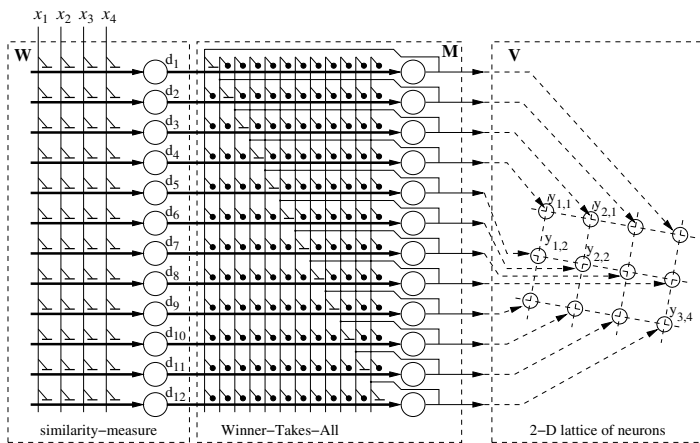 x1 x2 x3 x4
W
M
V
d1
d2
d3
d4
d5
d6
d7
d8
d9
d10
d11
d12
y1,1
y2,1
y1,2
y2,2
y3,4
similarity−measure
Winner−Takes−All
2−D lattice of neurons